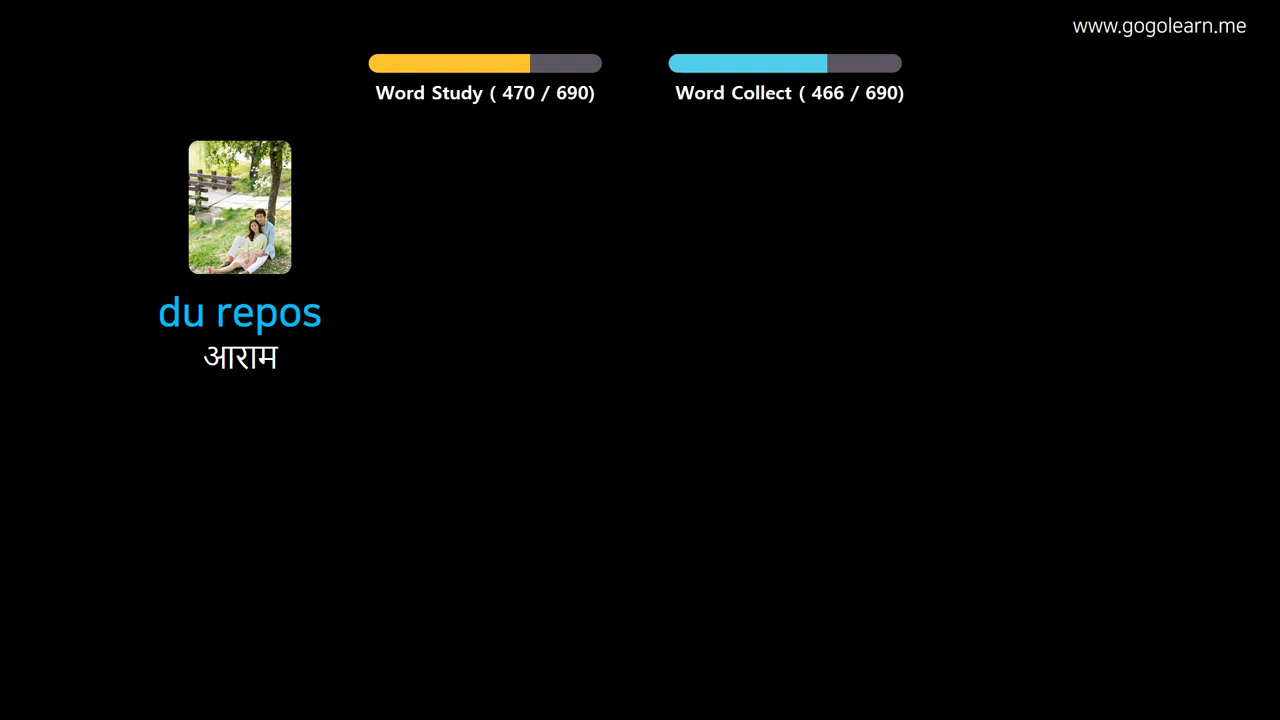 www.gogolearn.me
Word Study ( 470 / 690)
Word Collect ( 466 / 690)
du repos
आराम